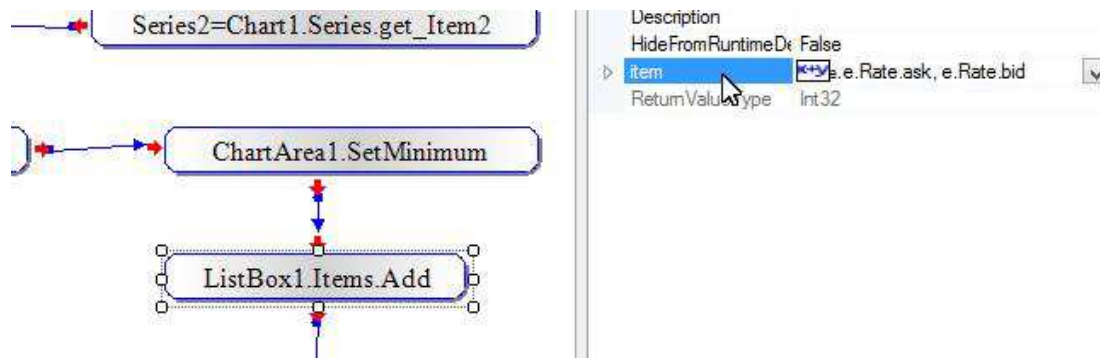 Series2=Chart1.Series.get_Item2
ChartArea1.SetMinimum
ListBox1.Items.Add
Description
HideFromRuntimeDe False
item x+y e.Rate.ask, e.Rate.bid
Int32